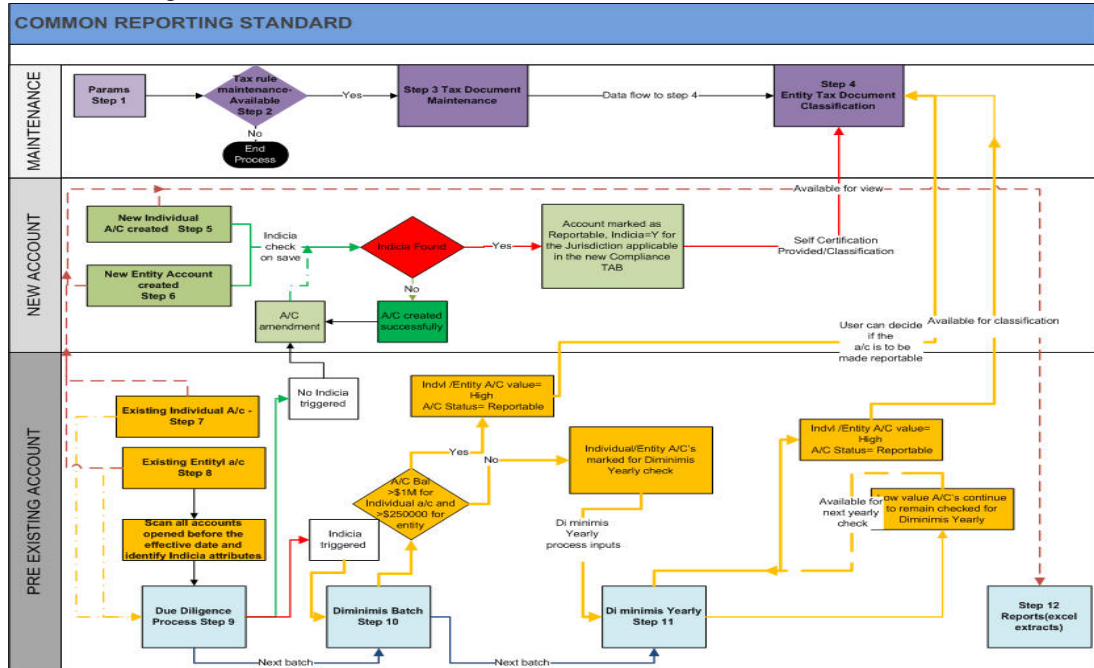 COMMON REPORTING STANDARD
MAINTENANCE
Params
Step 1
Tax rule
maintenance-
Available
Step 2
Yes
No
End
Process
Step 3 Tax Document
Maintenance
Data flow to step 4
Step 4
Entity Tax Document
Classification
NEW ACCOUNT
New Individual
A/C created Step 5
New Entity Account
created
Step 6
Indicia
check
on save
Indicia Found
Yes
No
Account marked as
Reportable, Indicia=Y for
the Jurisdiction applicable
in the new Compliance
TAB
Available for view
Self Certification
Provided/Classification
A/C
amendment
A/C created
successfully
User can decide
if the
a/c is to be
made reportable
Available for classification
PRE EXISTING ACCOUNT
No Indicia
triggered
Existing Individual A/c -
Step 7
Existing Entityl a/c
Step 8
Scan all accounts
opened before the
effective date and
identify Indicia attributes
Due Diligence
Process Step 9
Indicia
triggered
Indvl /Entity A/C value=
High
A/C Status= Reportable
Yes
No
A/C Bal
>$1M for
Individual a/c and
>$250000 for
entity
Diminimis Batch
Step 10
Individual/Entity A/C's
marked for Diminimis
Yearly check
Di minimis
Yearly
process inputs
Di minimis Yearly
Step 11
Indvl /Entity A/C value=
High
A/C Status= Reportable
Available for
next yearly
check
Low value A/C's continue
to remain checked for
Diminimis Yearly
Step 12
Reports(excel
extracts)
Next batch
Next batch